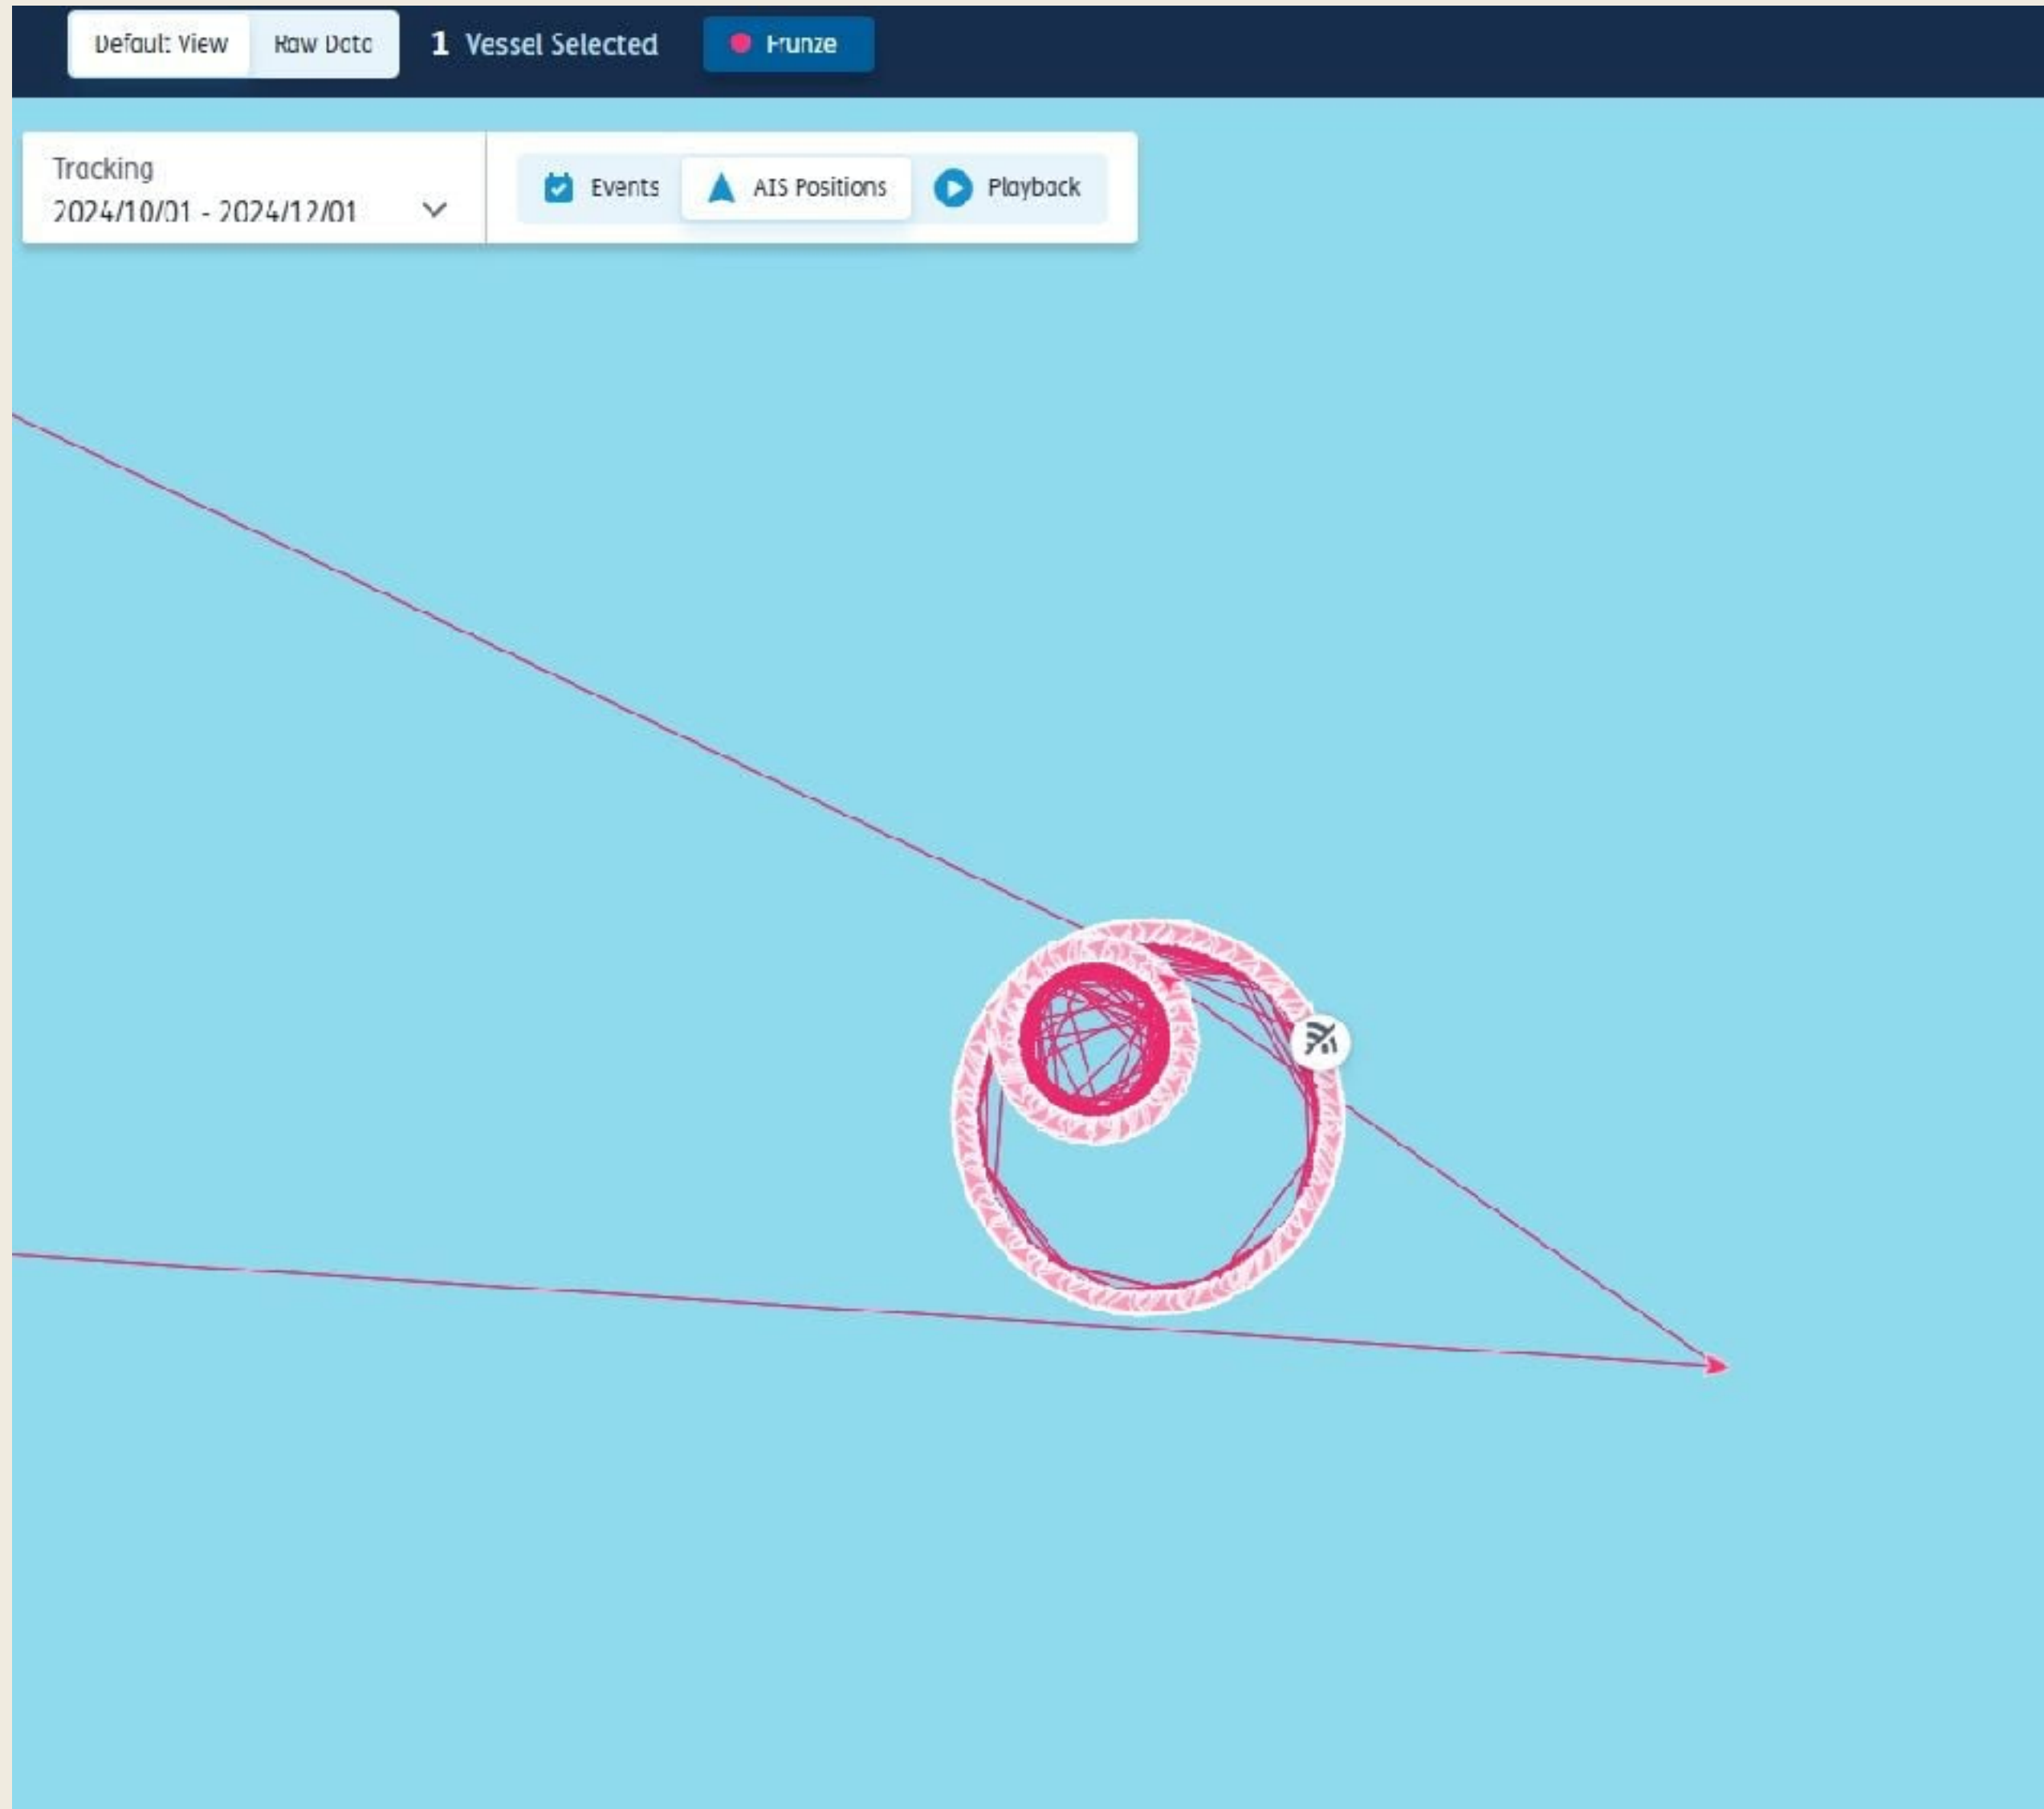 Default View Raw Data 1 Vessel Selected Frunze
Tracking
2024/10/01 - 2024/12/01
Events AIS Positions Playback